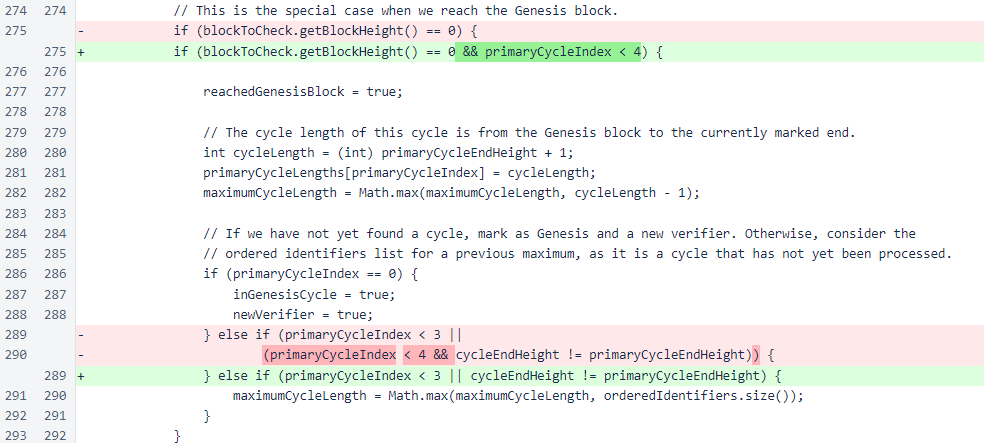 274 274 // This is the special case when we reach the Genesis block.
275 - if (blockToCheck.getBlockHeight() == 0) {
275 + if (blockToCheck.getBlockHeight() == 0 && primaryCycleIndex < 4) {
276 276
277 277 reachedGenesisBlock = true;
278 278
279 279 // The cycle length of this cycle is from the Genesis block to the currently marked end.
280 280 int cycleLength = (int) primaryCycleEndHeight + 1;
281 281 primaryCycleLengths[primaryCycleIndex] = cycleLength;
282 282 maximumCycleLength = Math.max(maximumCycleLength, cycleLength - 1);
283 283
284 284 // If we have not yet found a cycle, mark as Genesis and a new verifier. Otherwise, consider the
285 285 // ordered identifiers list for a previous maximum, as it is a cycle that has not yet been processed.
286 286 if (primaryCycleIndex == 0) {
287 287 inGenesisCycle = true;
288 288 newVerifier = true;
289 - } else if (primaryCycleIndex < 3 ||
290 - (primaryCycleIndex < 4 && cycleEndHeight != primaryCycleEndHeight)) {
289 + } else if (primaryCycleIndex < 3 || cycleEndHeight != primaryCycleEndHeight) {
291 290 maximumCycleLength = Math.max(maximumCycleLength, orderedIdentifiers.size());
292 291 }
293 292 }